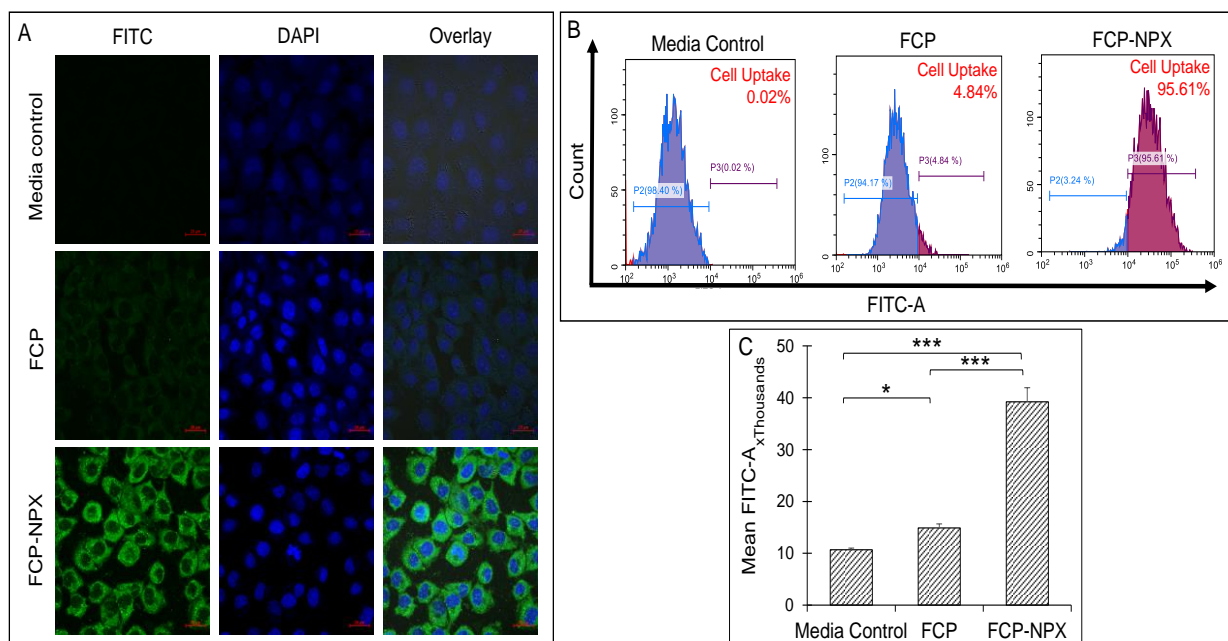 A
FITC DAPI Overlay
Media control
FCP
FCP-NPX
B
Media Control FCP FCP-NPX
Cell Uptake
0.02%
Cell Uptake
4.84%
Cell Uptake
95.61%
Count
0 50 100
P2(98.40 %)
P3(0.02 %)
10² 10³ 10⁴ 10⁵ 10⁶
0 100
P2(94.17 %)
P3(4.84 %)
10² 10³ 10⁴ 10⁵ 10⁶
0 50 100
P2(3.24 %)
P3(95.61 %)
10² 10³ 10⁴ 10⁵ 10⁶
FITC-A
C
Mean FITC-A xThousands
50
40
30
20
10
0
***
***
*
Media Control FCP FCP-NPX